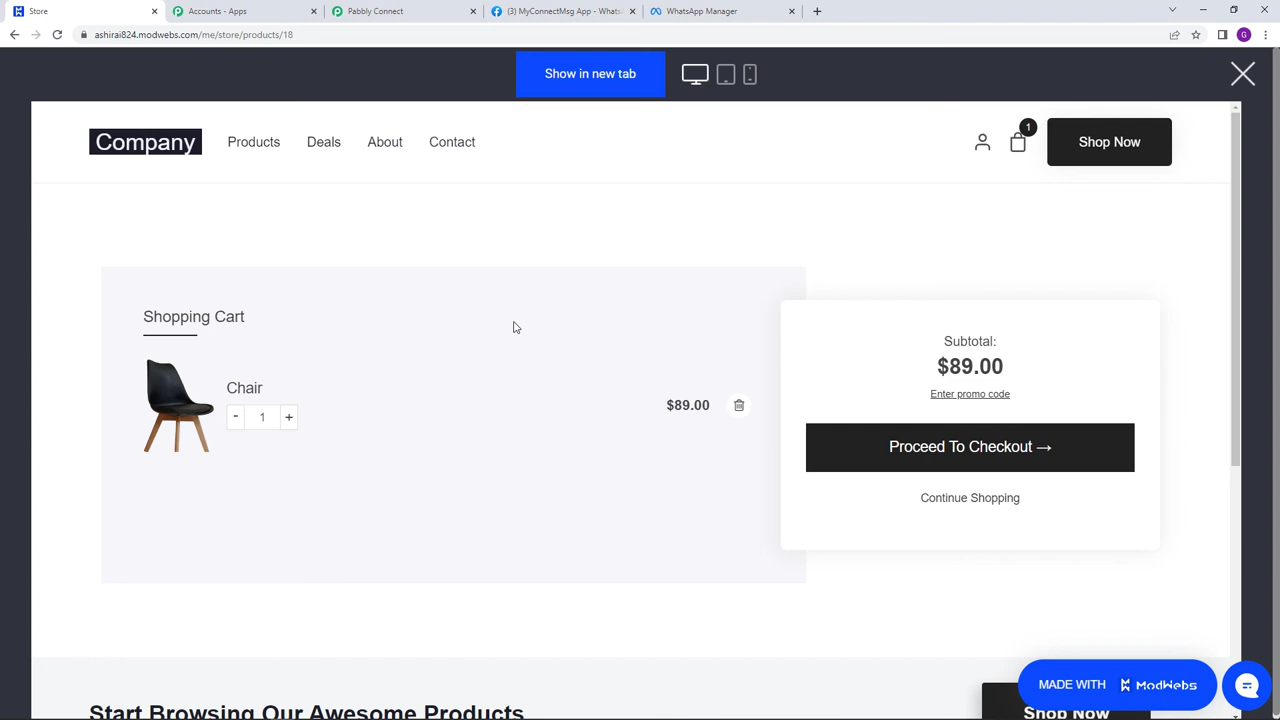 Store
Accounts - Apps
Pabbly Connect
(3) MyConnectMsg App - Whats
WhatsApp Manager
ashirai824.modwebs.com/me/store/products/18
G
Show in new tab
Company
Products
Deals
About
Contact
1
Shop Now
Shopping Cart
Chair
- 1 +
$89.00
Subtotal:
$89.00
Enter promo code
Proceed To Checkout →
Continue Shopping
MADE WITH ModWebs
Start Browsing Our Awesome Products
Shop Now